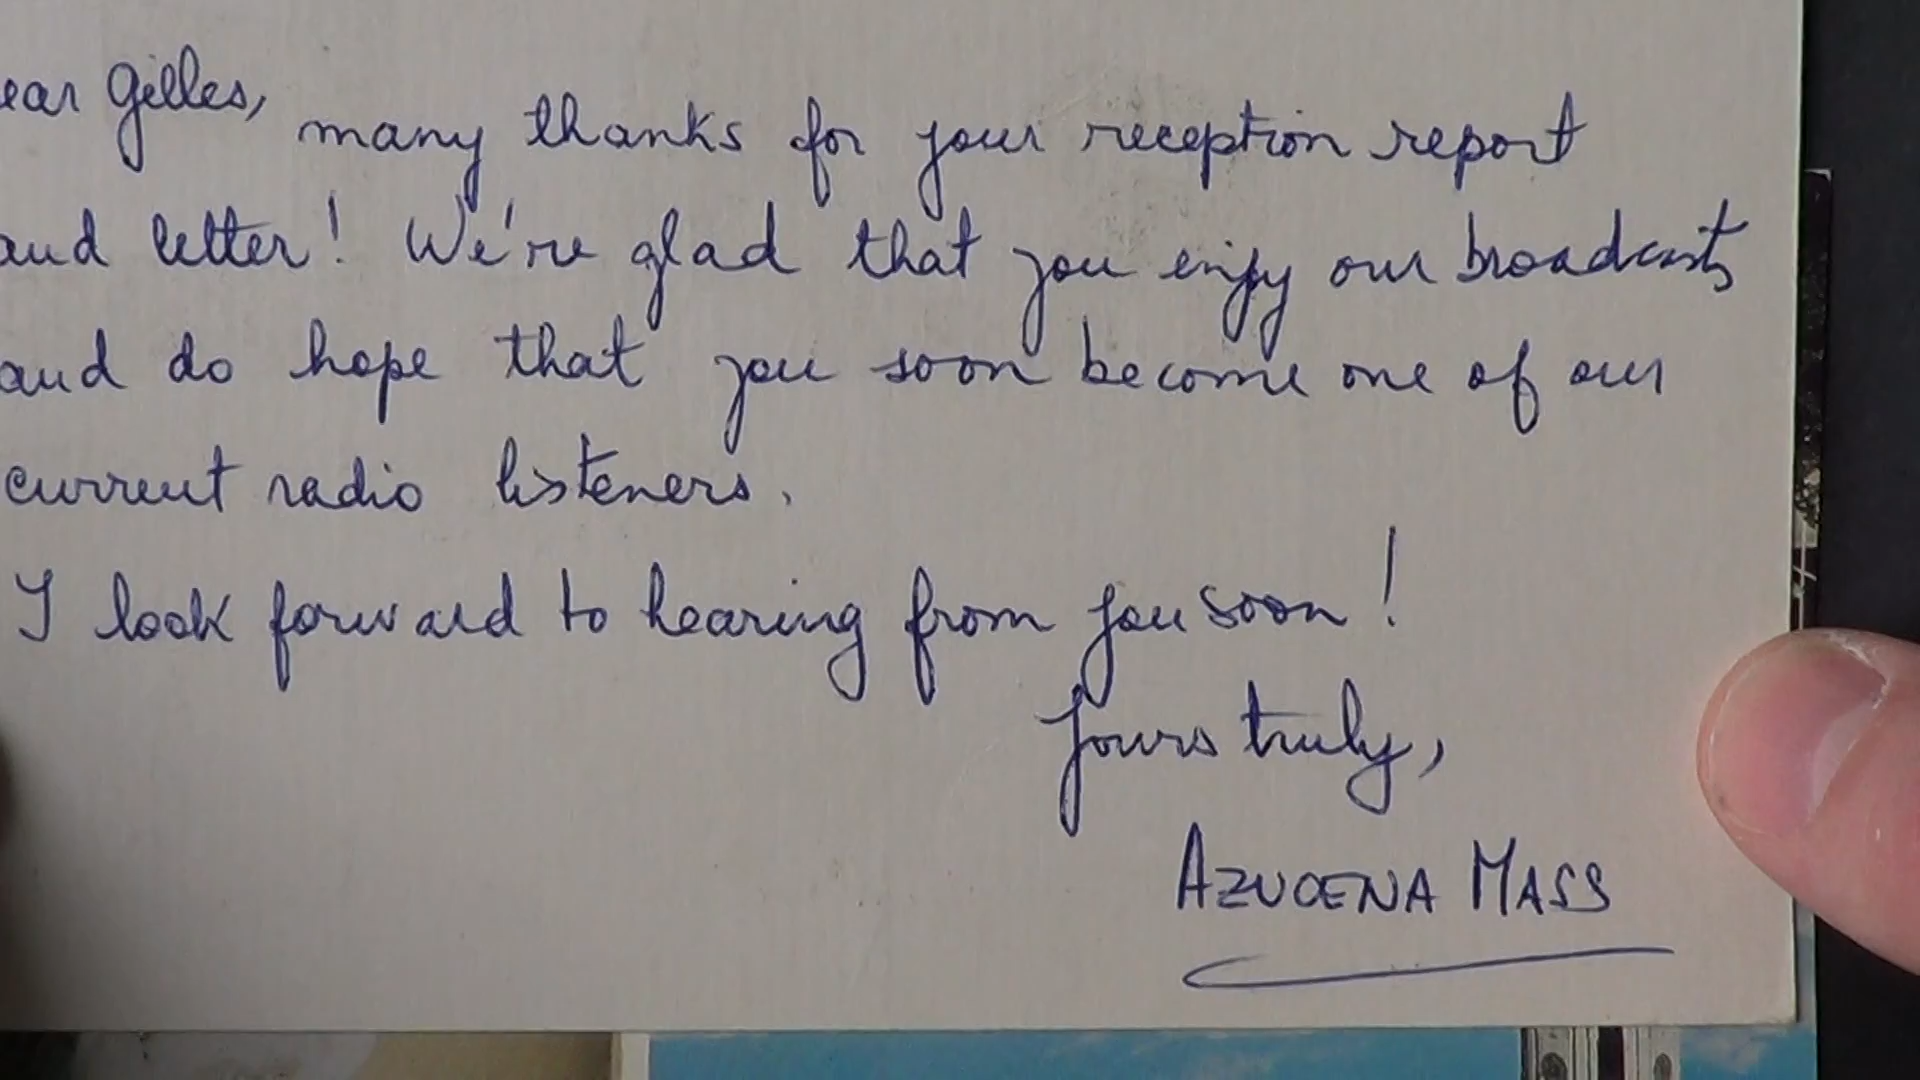 ear Gilles,
many thanks for your reception report
and letter! We're glad that you enjoy our broadcasts
and do hope that you soon become one of our
current radio listeners.
I look forward to hearing from you soon!
Yours truly,
AZUCENA MASS